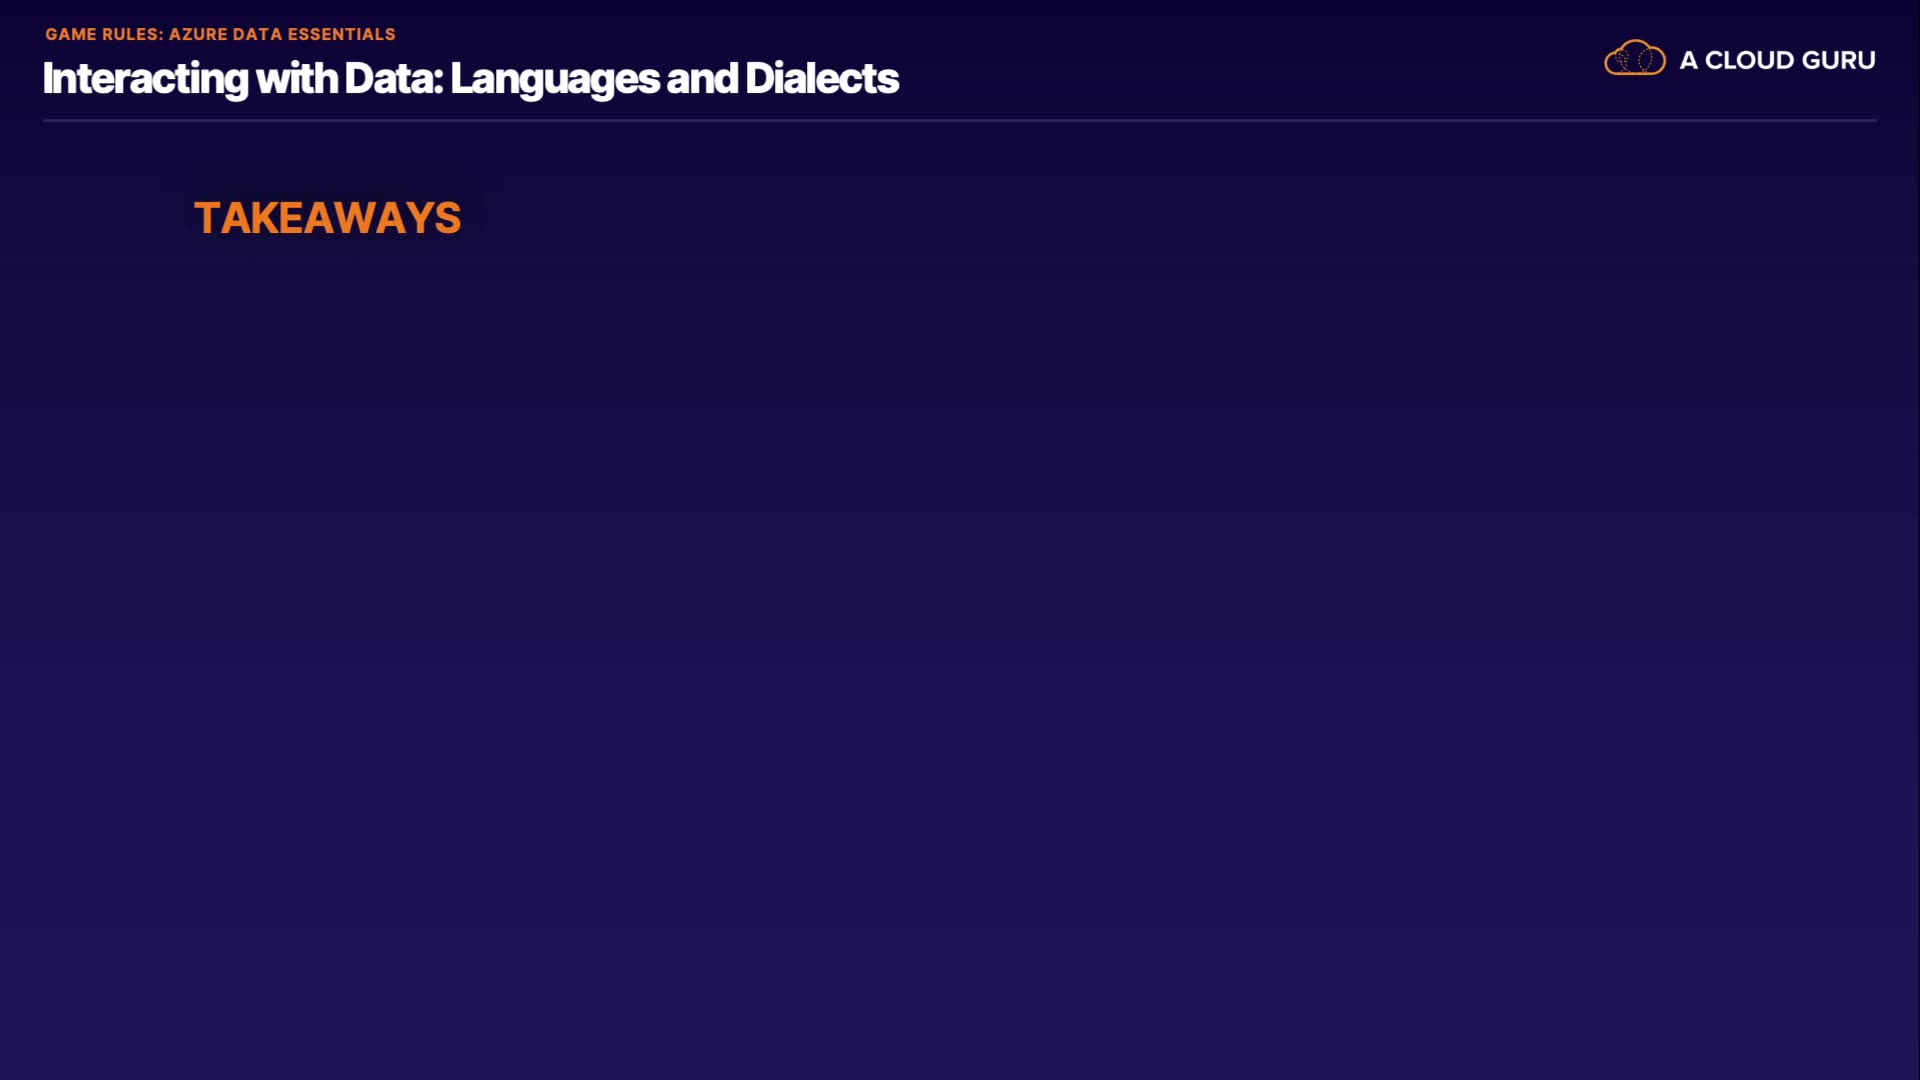 GAME RULES: AZURE DATA ESSENTIALS
Interacting with Data: Languages and Dialects
A CLOUD GURU
TAKEAWAYS